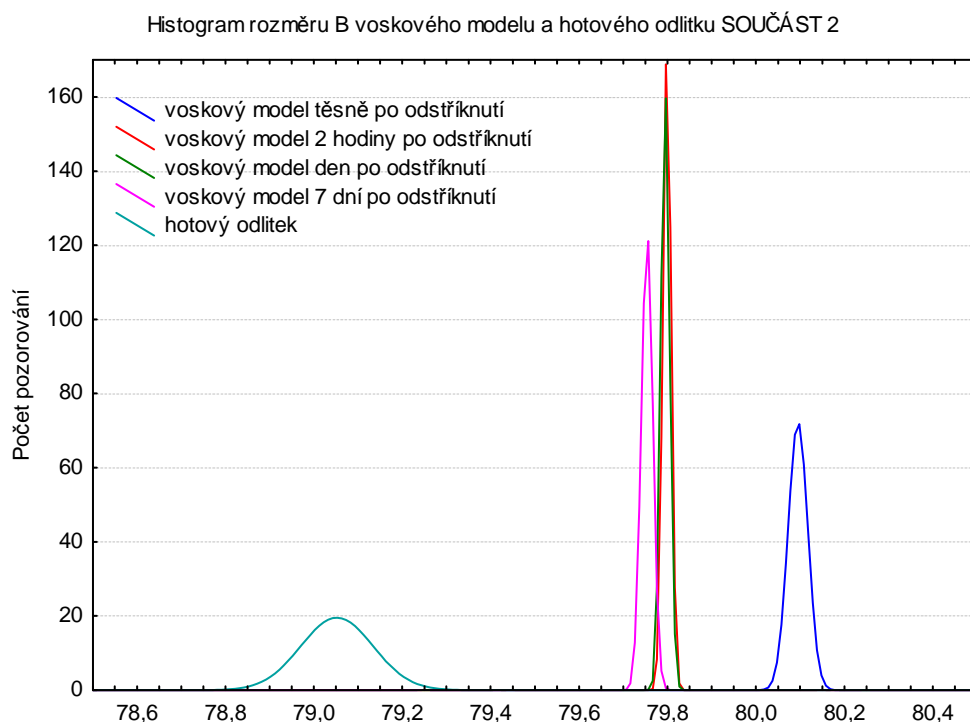 Histogram rozměru B voskového modelu a hotového odlitku SOUČÁST 2
voskový model těsně po odstříknutí
voskový model 2 hodiny po odstříknutí
voskový model den po odstříknutí
voskový model 7 dní po odstříknutí
hotový odlitek
Počet pozorování
160
140
120
100
80
60
40
20
0
78,6 78,8 79,0 79,2 79,4 79,6 79,8 80,0 80,2 80,4